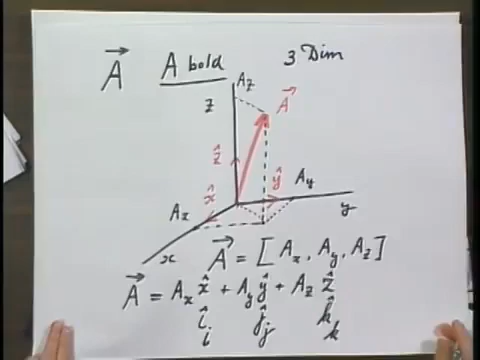 A⃗ A bold 3 Dim
A_z
z
A⃗
ẑ
ŷ
x̂
A_y
A_x
y
x
A⃗ = [ A_x , A_y , A_z ]
A⃗ = A_x x̂ + A_y ŷ + A_z ẑ
î ĵ k̂
i j k